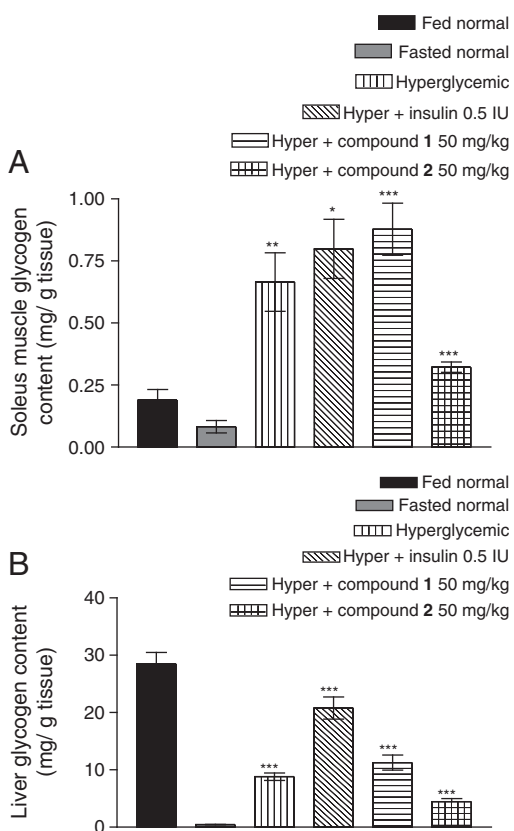 Fed normal
Fasted normal
Hyperglycemic
Hyper + insulin 0.5 IU
Hyper + compound 1 50 mg/kg
Hyper + compound 2 50 mg/kg
A
Soleus muscle glycogen
content (mg/ g tissue)
1.00
0.75
0.50
0.25
0.00
**
*
***
***
Fed normal
Fasted normal
Hyperglycemic
Hyper + insulin 0.5 IU
Hyper + compound 1 50 mg/kg
Hyper + compound 2 50 mg/kg
B
Liver glycogen content
(mg/ g tissue)
40
30
20
10
0
***
***
***
***